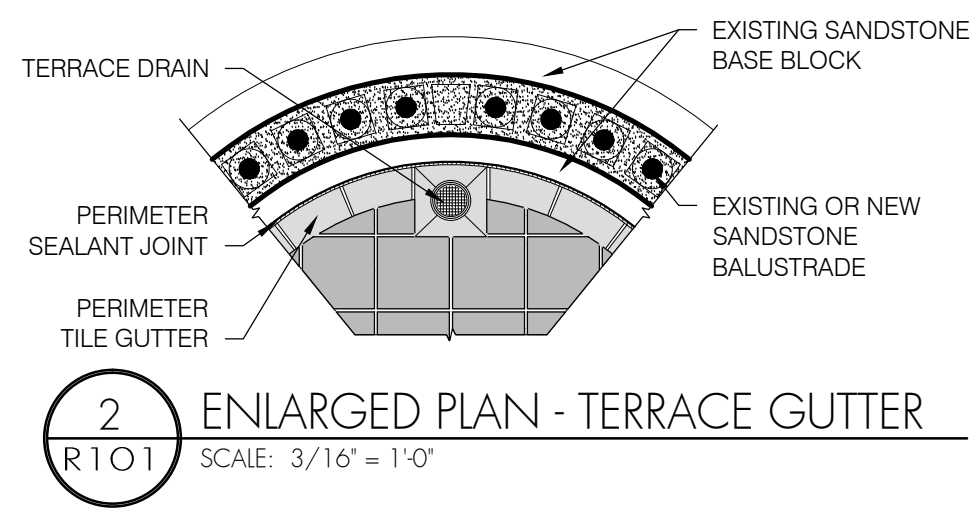 EXISTING SANDSTONE
BASE BLOCK
TERRACE DRAIN
PERIMETER
SEALANT JOINT
EXISTING OR NEW
SANDSTONE
BALUSTRADE
PERIMETER
TILE GUTTER
2
R101
ENLARGED PLAN - TERRACE GUTTER
SCALE: 3/16" = 1'-0"